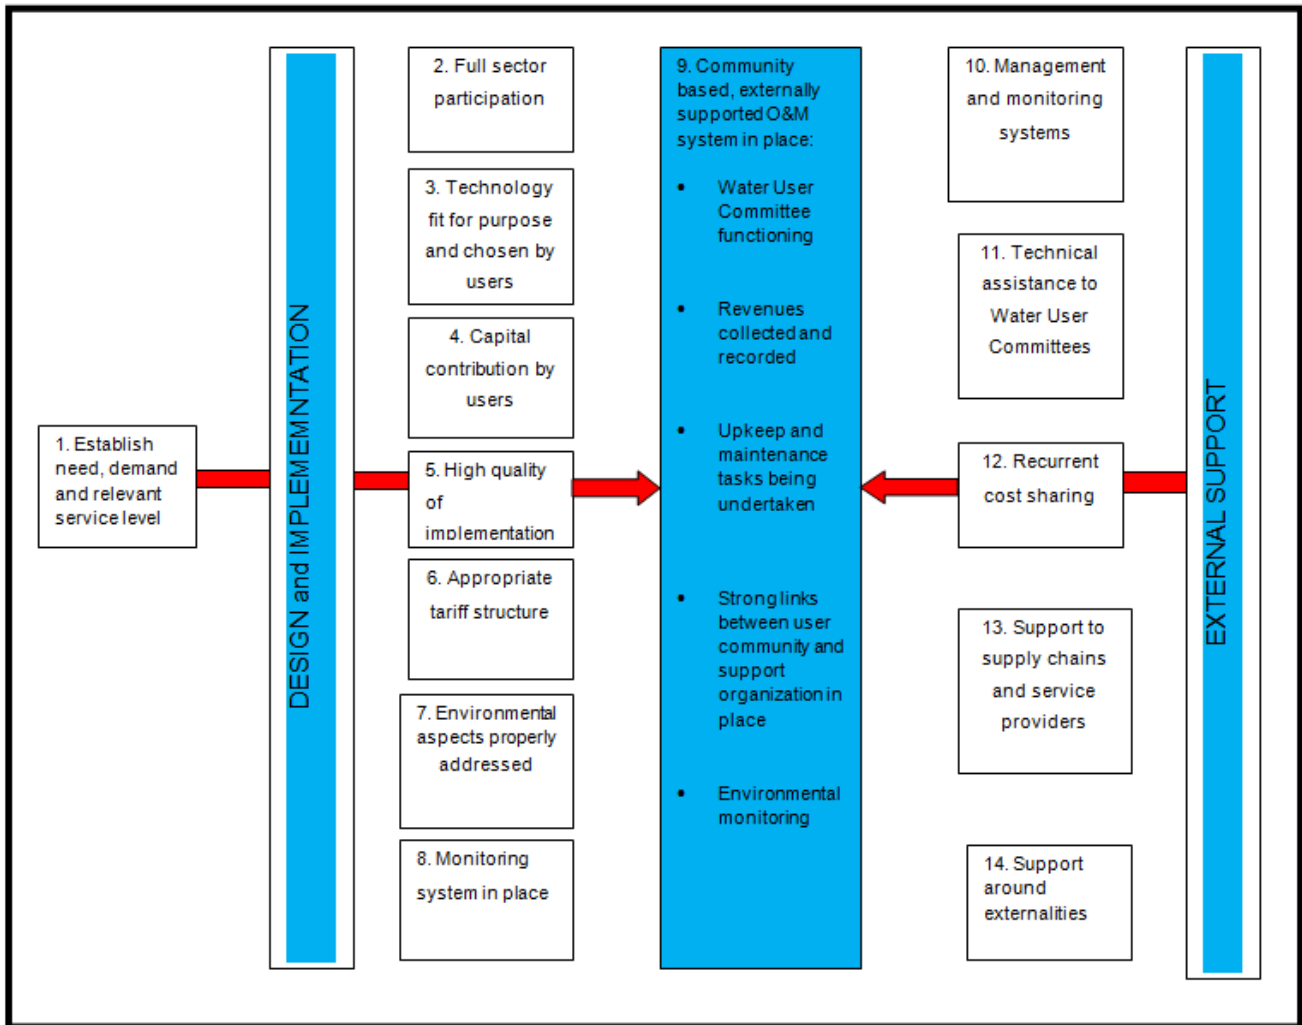 1. Establish
need, demand
and relevant
service level
DESIGN and IMPLEMEMNTATION
2. Full sector
participation
3. Technology
fit for purpose
and chosen by
users
4. Capital
contribution by
users
5. High quality
of
implementation
6. Appropriate
tariff structure
7. Environmental
aspects properly
addressed
8. Monitoring
system in place
9. Community
based, externally
supported O&M
system in place:
• Water User
Committee
functioning
• Revenues
collected and
recorded
• Upkeep and
maintenance
tasks being
undertaken
• Strong links
between user
community and
support
organization in
place
• Environmental
monitoring
10. Management
and monitoring
systems
11. Technical
assistance to
Water User
Committees
12. Recurrent
cost sharing
13. Support to
supply chains
and service
providers
14. Support
around
externalities
EXTERNAL SUPPORT